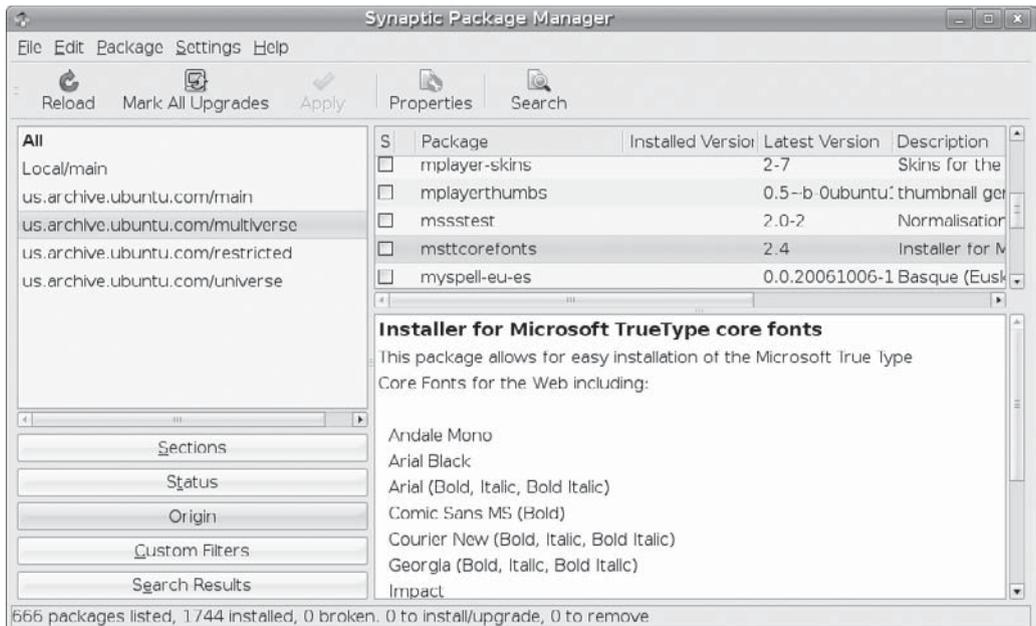 Synaptic Package Manager
File Edit Package Settings Help
Reload Mark All Upgrades Apply Properties Search
All
Local/main
us.archive.ubuntu.com/main
us.archive.ubuntu.com/multiverse
us.archive.ubuntu.com/restricted
us.archive.ubuntu.com/universe
Sections
Status
Origin
Custom Filters
Search Results
S Package Installed Version Latest Version Description
mplayer-skins 2-7 Skins for the
mplayerthumbs 0.5~b-0ubuntu1 thumbnail ger
mssstest 2.0-2 Normalisation
msttcorefonts 2.4 Installer for M
myspell-eu-es 0.0.20061006-1 Basque (Eusk
Installer for Microsoft TrueType core fonts
This package allows for easy installation of the Microsoft True Type
Core Fonts for the Web including:
Andale Mono
Arial Black
Arial (Bold, Italic, Bold Italic)
Comic Sans MS (Bold)
Courier New (Bold, Italic, Bold Italic)
Georgia (Bold, Italic, Bold Italic)
Impact
666 packages listed, 1744 installed, 0 broken. 0 to install/upgrade, 0 to remove